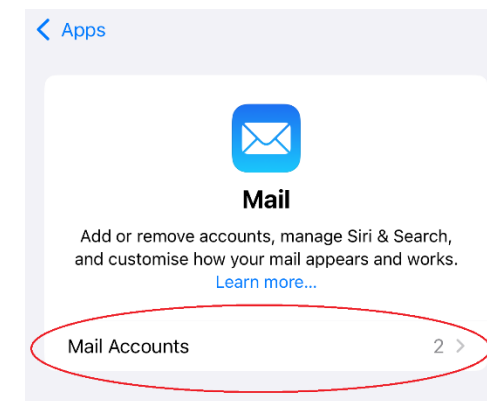 Apps
Mail
Add or remove accounts, manage Siri & Search,
and customise how your mail appears and works.
Learn more...
Mail Accounts 2